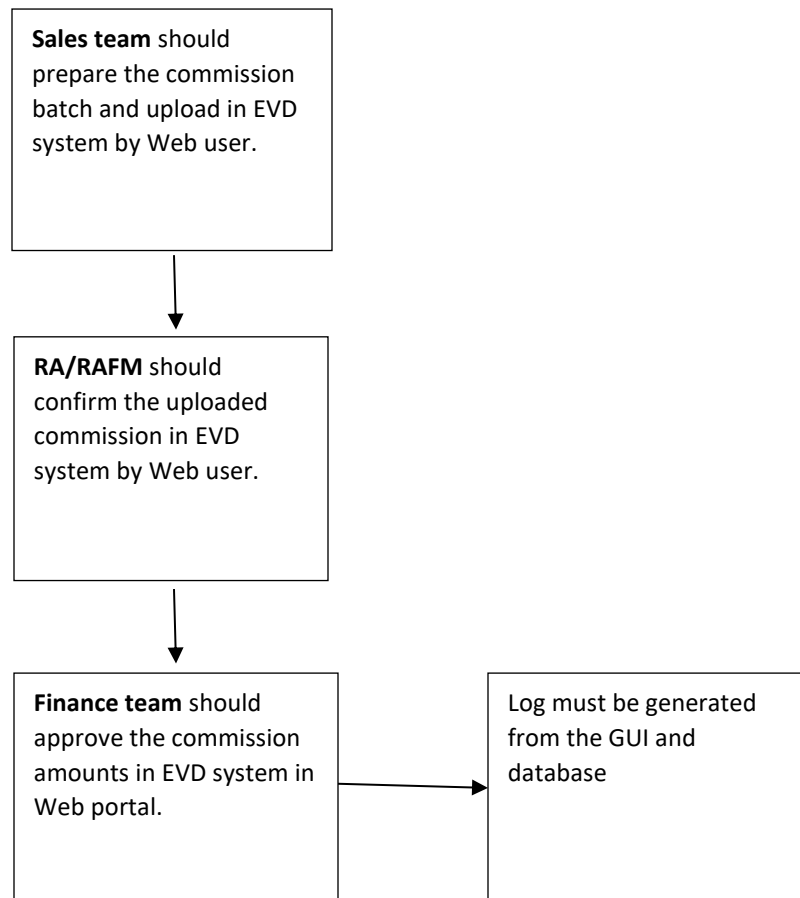 Sales team should
prepare the commission
batch and upload in EVD
system by Web user.
RA/RAFM should
confirm the uploaded
commission in EVD
system by Web user.
Finance team should
approve the commission
amounts in EVD system in
Web portal.
Log must be generated
from the GUI and
database